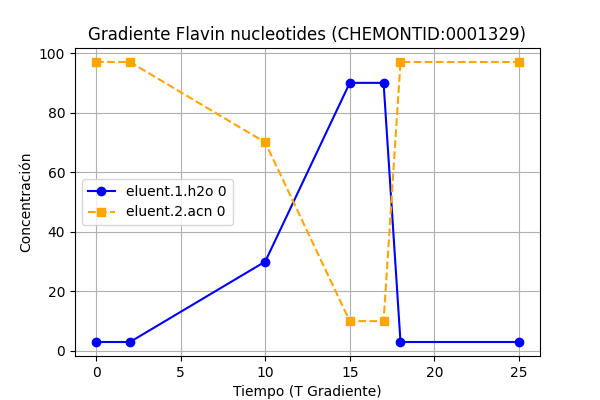 Gradiente Flavin nucleotides (CHEMONTID:0001329)
100
80
60
40
20
0
Concentración
eluent.1.h2o 0
eluent.2.acn 0
0 5 10 15 20 25
Tiempo (T Gradiente)